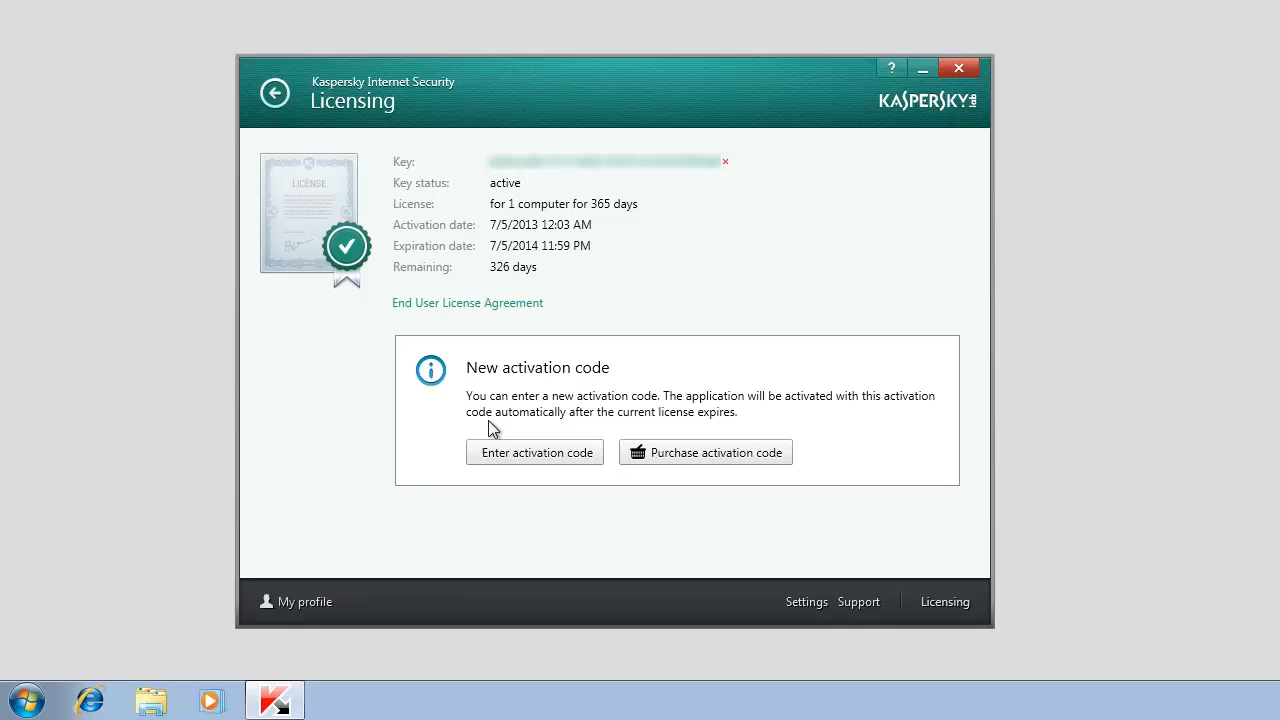 Kaspersky Internet Security
Licensing
?
KASPERSKY lab
LICENSE
Key:
Key status: active
License: for 1 computer for 365 days
Activation date: 7/5/2013 12:03 AM
Expiration date: 7/5/2014 11:59 PM
Remaining: 326 days
End User License Agreement
New activation code
You can enter a new activation code. The application will be activated with this activation
code automatically after the current license expires.
Enter activation code
Purchase activation code
My profile
Settings
Support
Licensing